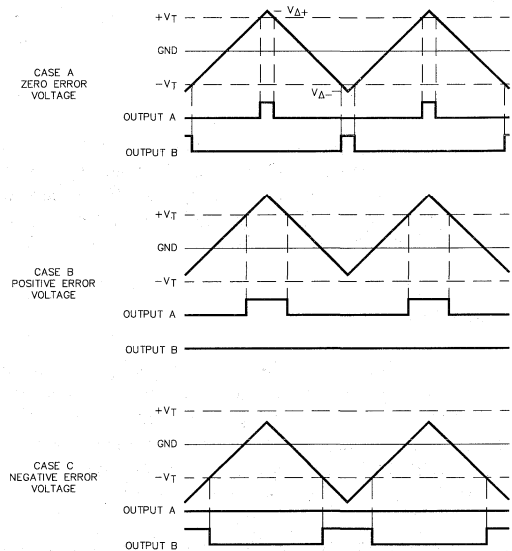 +VT
- VΔ+
GND
CASE A
ZERO ERROR
VOLTAGE
-VT
VΔ-
OUTPUT A
OUTPUT B
+VT
GND
CASE B
POSITIVE ERROR
VOLTAGE
-VT
OUTPUT A
OUTPUT B
+VT
GND
CASE C
NEGATIVE ERROR
VOLTAGE
-VT
OUTPUT A
OUTPUT B